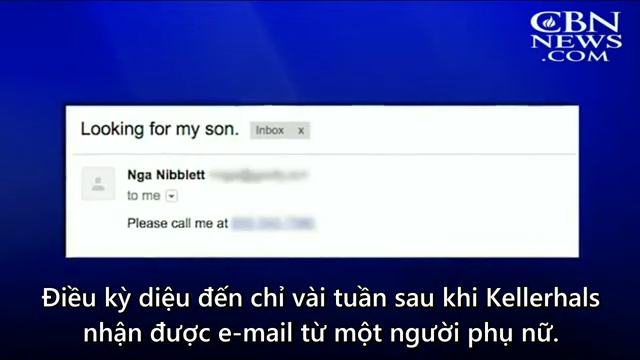 CBN
NEWS.
.COM
Looking for my son. Inbox x
Nga Nibblett
to me
Please call me at
Điều kỳ diệu đến chỉ vài tuần sau khi Kellerhals
nhận được e-mail từ một người phụ nữ.